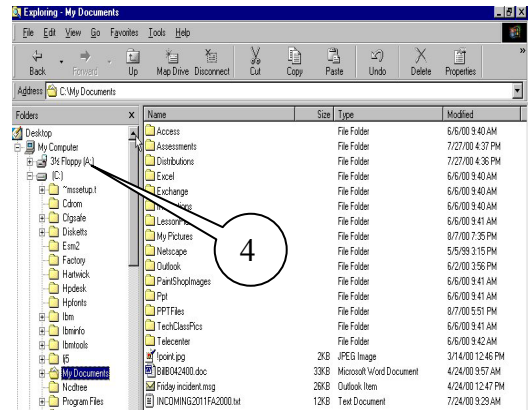 Exploring - My Documents
File Edit View Go Favorites Tools Help
Back Forward Up Map Drive Disconnect Cut Copy Paste Undo Delete Properties »
Address C:\My Documents
Folders x Name Size Type Modified
Desktop
My Computer
3½ Floppy (A:)
(C:)
~mssetup.t
Cdrom
Clgsafe
Disketts
Esm2
Factory
Hartwick
Hpdesk
Hpfonts
Ibm
Ibminfo
Ibmtools
My Documents
Ncdtree
Program Files
Access File Folder 6/6/00 9:40 AM
Assessments File Folder 7/27/00 4:37 PM
Distributions File Folder 7/27/00 4:36 PM
Excel File Folder 6/6/00 9:40 AM
Exchange File Folder 6/6/00 9:40 AM
File Folder 6/6/00 9:40 AM
File Folder 6/6/00 9:41 AM
My Pictures File Folder 8/7/00 7:35 PM
Netscape File Folder 5/5/99 3:15 PM
Outlook File Folder 6/2/00 3:56 PM
PaintShopImages File Folder 6/6/00 9:41 AM
Ppt File Folder 6/6/00 9:41 AM
PPTFiles File Folder 8/7/00 5:51 PM
TechClassPics File Folder 6/6/00 9:41 AM
Telecenter File Folder 6/6/00 9:42 AM
!point.jpg 2KB JPEG Image 3/14/00 12:46 PM
BillB042400.doc 33KB Microsoft Word Document 4/24/00 9:57 AM
Friday incident.msg 26KB Outlook Item 4/24/00 12:47 PM
INCOMING2011FA2000.txt 12KB Text Document 7/24/00 9:29 AM
4